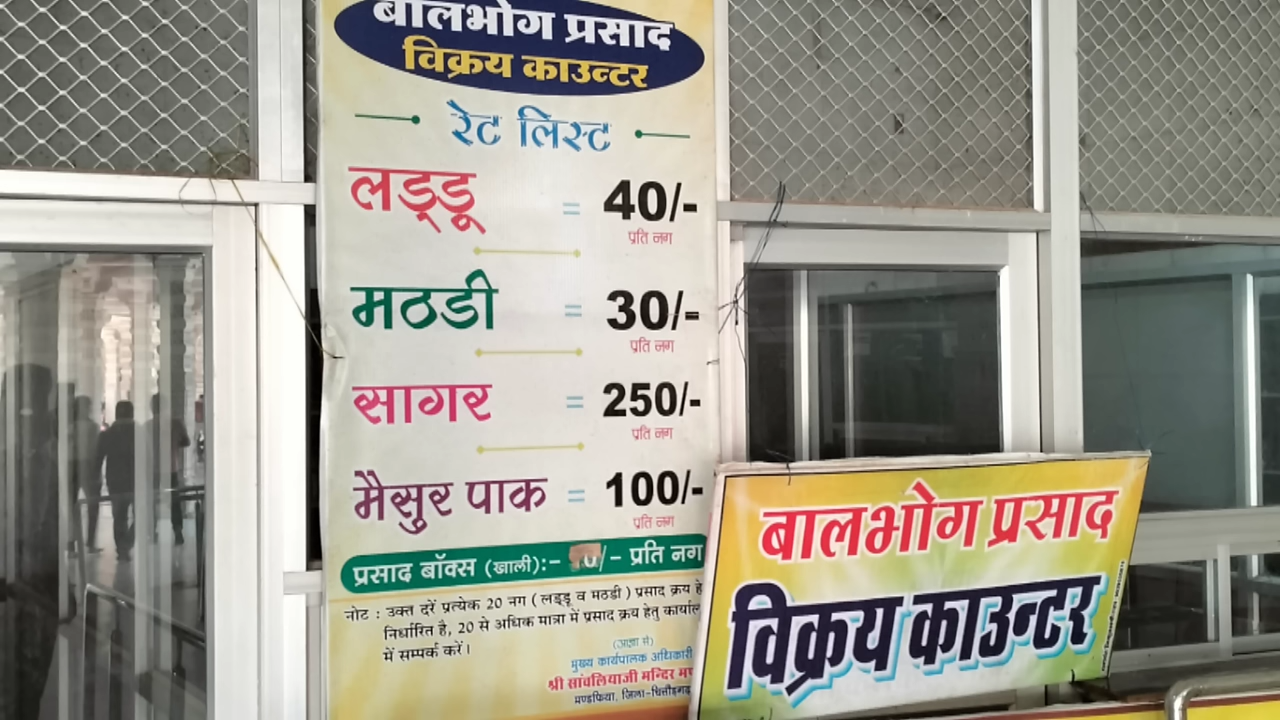 बालभोग प्रसाद
विक्रय काउन्टर
रेट लिस्ट
लड्डू = 40/-
प्रति नग
मठडी = 30/-
प्रति नग
सागर = 250/-
प्रति नग
मैसुर पाक = 100/-
प्रति नग
प्रसाद बॉक्स (खाली):- /- प्रति नग
नोट : उक्त दरें प्रत्येक 20 नग ( लड्डू व मठडी ) प्रसाद क्रय हे
निर्धारित है, 20 से अधिक मात्रा में प्रसाद क्रय हेतु कार्याल
में सम्पर्क करें।
(आज्ञा से)
मुख्य कार्यपालक अधिकारी
श्री सांवलियाजी मन्दिर मण
मण्डफिया, जिला-चित्तौड़गढ़
बालभोग प्रसाद
विक्रय काउन्टर